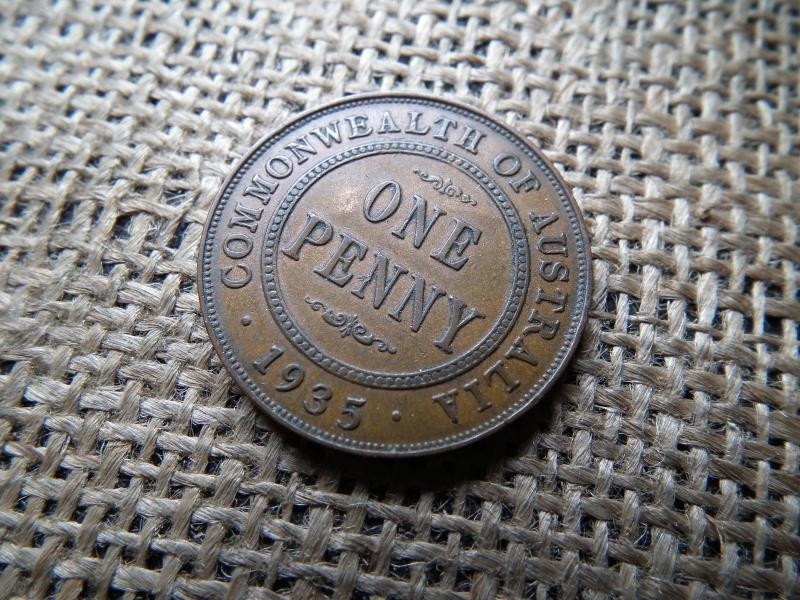 COMMONWEALTH OF AUSTRALIA
ONE
PENNY
· 1935 ·